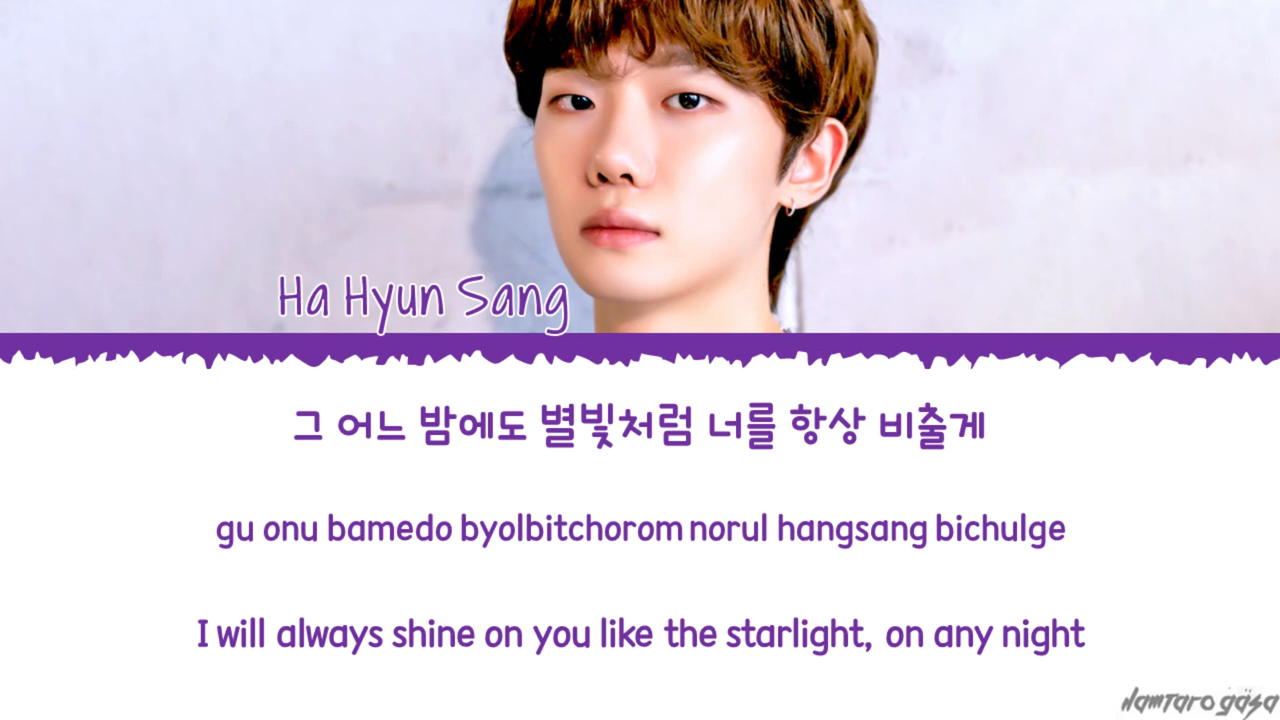 Ha Hyun Sang
그 어느 밤에도 별빛처럼 너를 항상 비출게
gu onu bamedo byolbitchorom norul hangsang bichulge
I will always shine on you like the starlight, on any night
Namtaro gasa